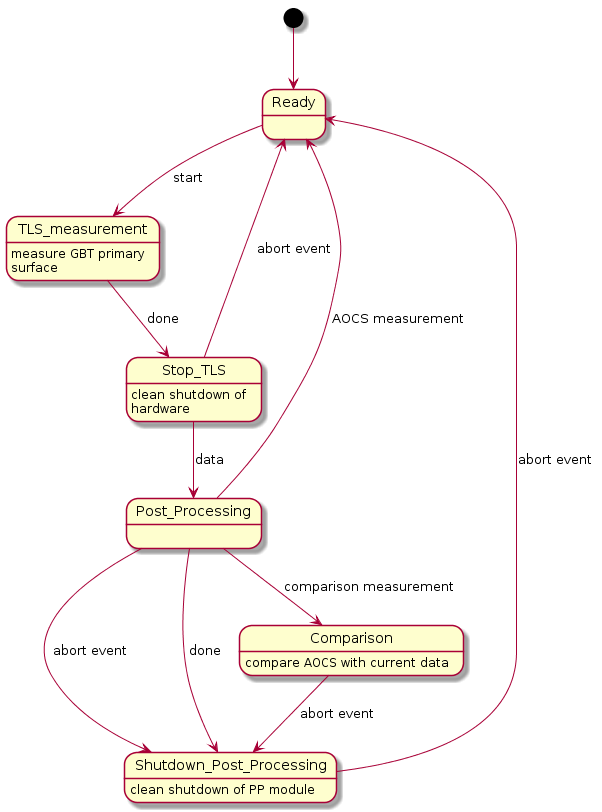 Ready
start
TLS_measurement
measure GBT primary
surface
abort event
done
AOCS measurement
Stop_TLS
clean shutdown of
hardware
data
abort event
Post_Processing
comparison measurement
Comparison
compare AOCS with current data
abort event
done
abort event
Shutdown_Post_Processing
clean shutdown of PP module